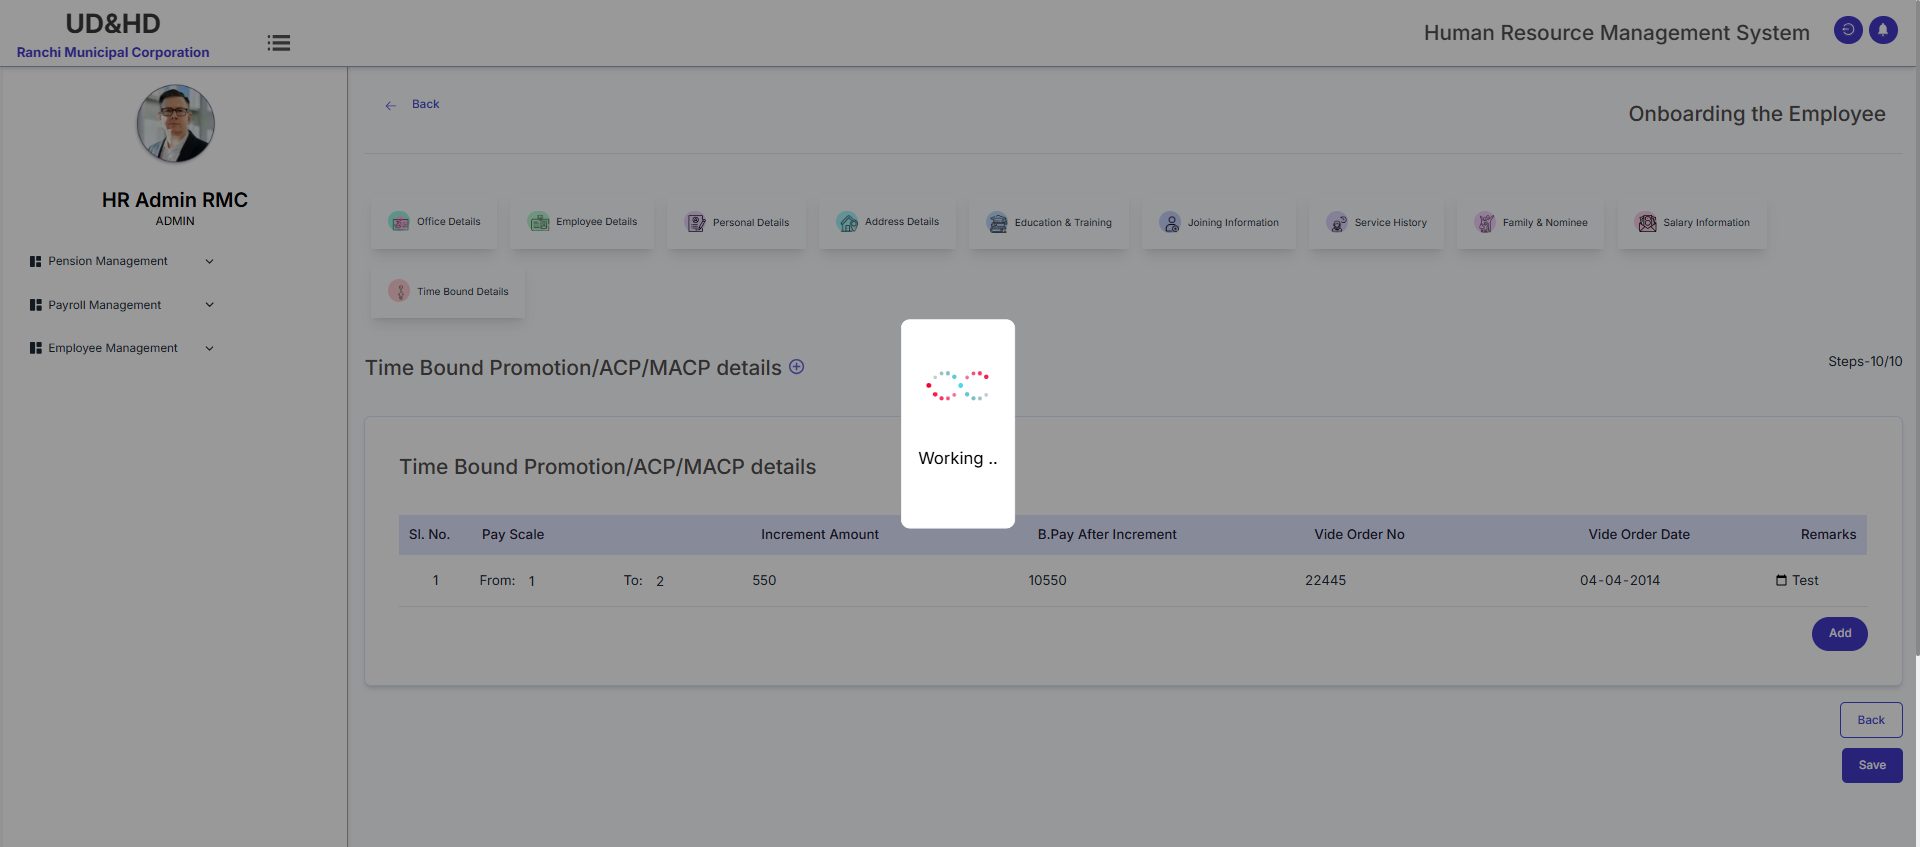 UD&HD
Ranchi Municipal Corporation
Human Resource Management System
HR Admin RMC
ADMIN
Pension Management
Payroll Management
Employee Management
Back
Onboarding the Employee
Office Details
Employee Details
Personal Details
Address Details
Education & Training
Joining Information
Service History
Family & Nominee
Salary Information
Time Bound Details
Time Bound Promotion/ACP/MACP details
Steps-10/10
Working ..
Time Bound Promotion/ACP/MACP details
Sl. No. Pay Scale Increment Amount B.Pay After Increment Vide Order No Vide Order Date Remarks
1 From: 1 To: 2 550 10550 22445 04-04-2014 Test
Add
Back
Save